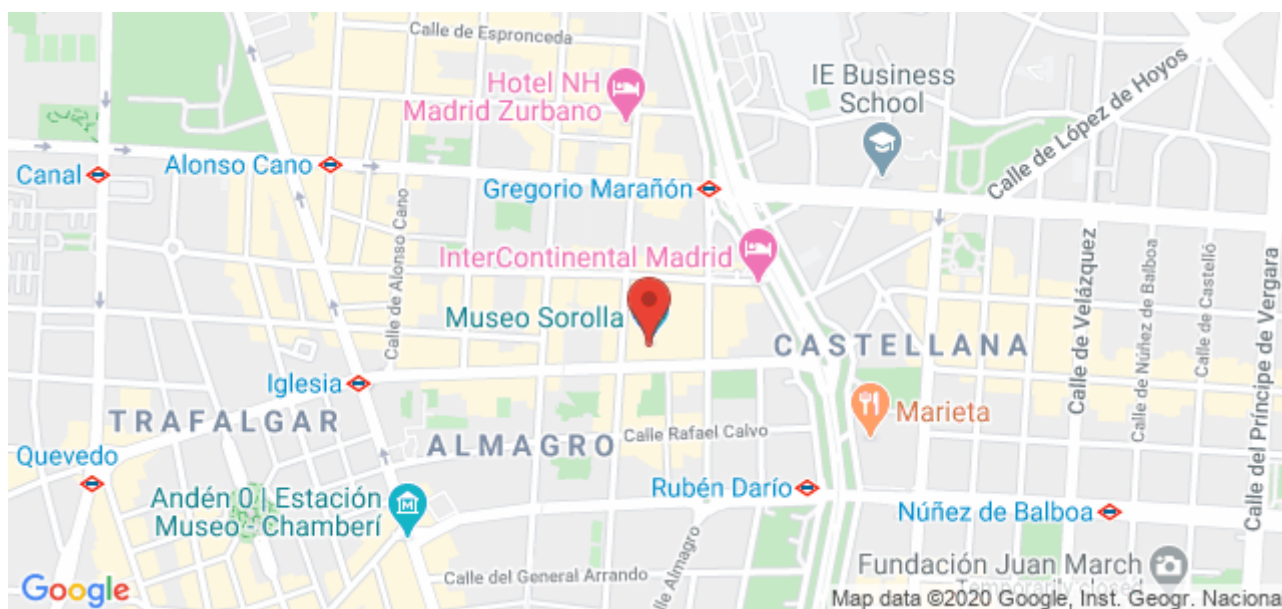 Calle de Espronceda
Hotel NH
Madrid Zurbano
IE Business
School
Calle de López de Hoyos
Canal
Alonso Cano
Gregorio Marañón
Calle de Alonso Cano
InterContinental Madrid
Museo Sorolla
CASTELLANA
Calle de Velázquez
Calle de Núñez de Balboa
Calle de Castelló
Calle del Príncipe de Vergara
Iglesia
TRAFALGAR
Marieta
ALMAGRO
Calle Rafael Calvo
Quevedo
Andén 0 | Estación
Museo - Chamberí
Rubén Darío
Núñez de Balboa
Calle Almagro
Calle del General Arrando
Fundación Juan March
Temporarily closed
Google
Map data ©2020 Google, Inst. Geogr. Naciona